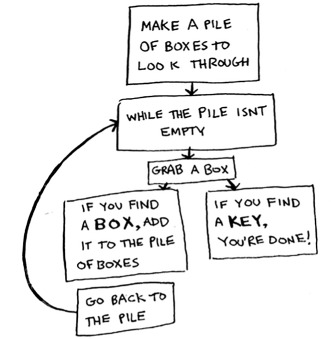 MAKE A PILE
OF BOXES TO
LOOK THROUGH
WHILE THE PILE ISNT
EMPTY
GRAB A BOX
IF YOU FIND
A BOX, ADD
IT TO THE PILE
OF BOXES
IF YOU FIND
A KEY,
YOU'RE DONE!
GO BACK TO
THE PILE